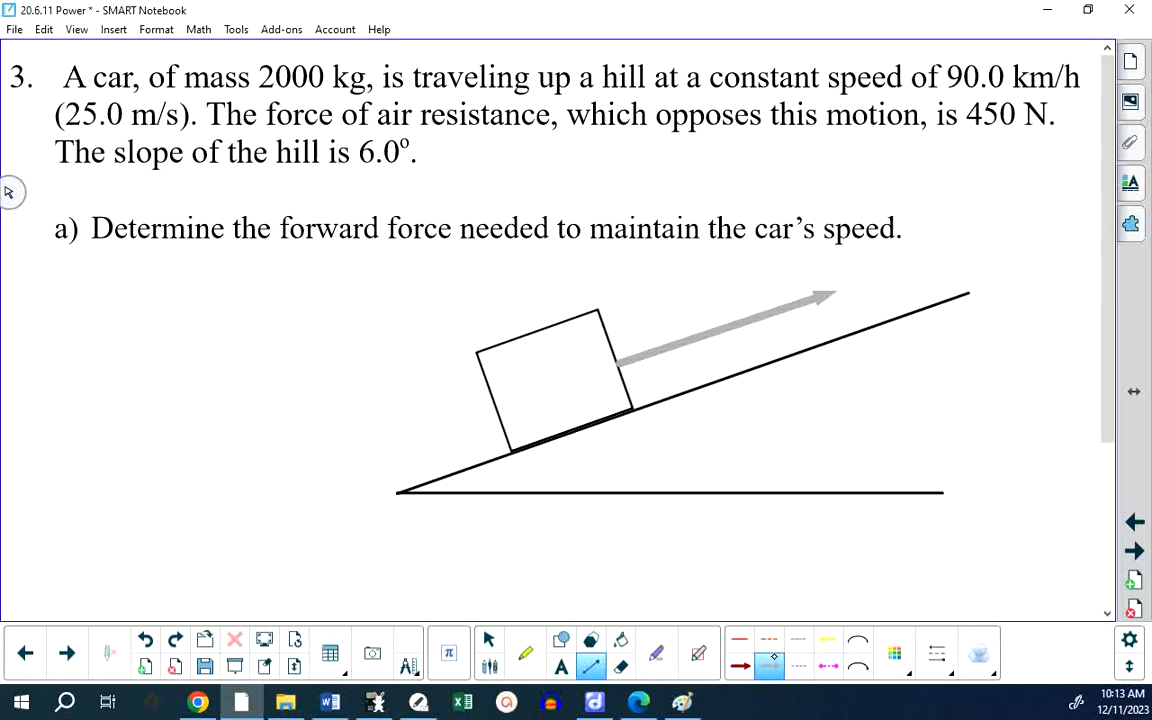 20.6.11 Power * - SMART Notebook
File Edit View Insert Format Math Tools Add-ons Account Help
3. A car, of mass 2000 kg, is traveling up a hill at a constant speed of 90.0 km/h
(25.0 m/s). The force of air resistance, which opposes this motion, is 450 N.
The slope of the hill is 6.0º.
a) Determine the forward force needed to maintain the car’s speed.
10:13 AM
12/11/2023